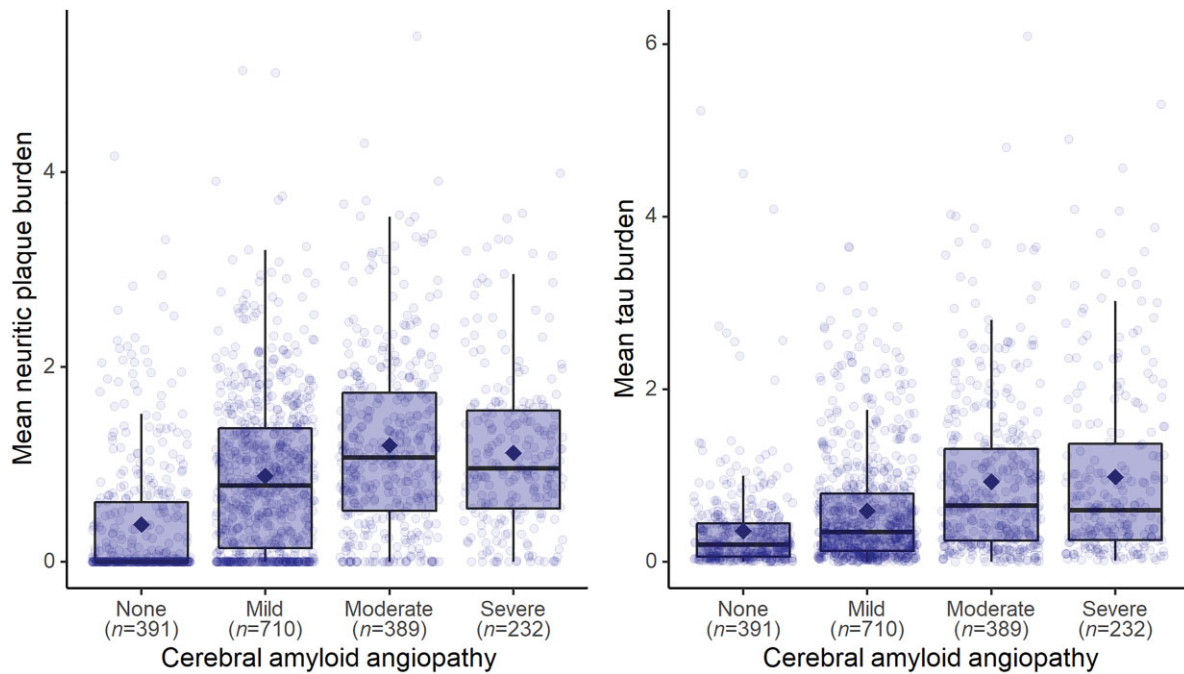 Mean neuritic plaque burden
4
2
0
None
(n=391)
Mild
(n=710)
Moderate
(n=389)
Severe
(n=232)
Cerebral amyloid angiopathy
Mean tau burden
6
4
2
0
None
(n=391)
Mild
(n=710)
Moderate
(n=389)
Severe
(n=232)
Cerebral amyloid angiopathy